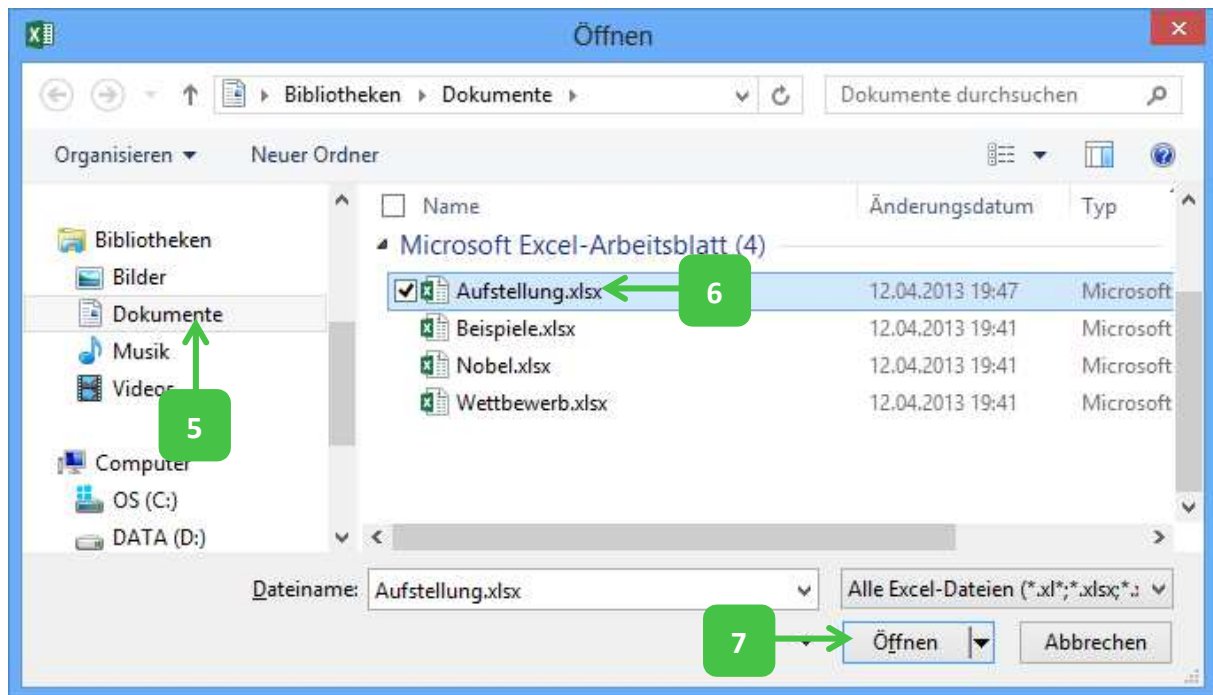 Öffnen
Bibliotheken Dokumente Dokumente durchsuchen
Organisieren Neuer Ordner
Name Änderungsdatum Typ
Bibliotheken
Bilder
Dokumente
Musik
Videos
5
Computer
OS (C:)
DATA (D:)
Microsoft Excel-Arbeitsblatt (4)
Aufstellung.xlsx 6 12.04.2013 19:47 Microsoft
Beispiele.xlsx 12.04.2013 19:41 Microsoft
Nobel.xlsx 12.04.2013 19:41 Microsoft
Wettbewerb.xlsx 12.04.2013 19:41 Microsoft
Dateiname: Aufstellung.xlsx Alle Excel-Dateien (*.xl*;*.xlsx;*.
7 Öffnen Abbrechen